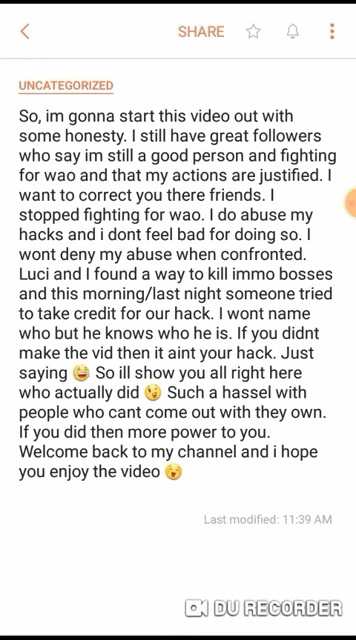 SHARE
UNCATEGORIZED
So, im gonna start this video out with
some honesty. I still have great followers
who say im still a good person and fighting
for wao and that my actions are justified. I
want to correct you there friends. I
stopped fighting for wao. I do abuse my
hacks and i dont feel bad for doing so. I
wont deny my abuse when confronted.
Luci and I found a way to kill immo bosses
and this morning/last night someone tried
to take credit for our hack. I wont name
who but he knows who he is. If you didnt
make the vid then it aint your hack. Just
saying 😂 So ill show you all right here
who actually did 😉 Such a hassel with
people who cant come out with they own.
If you did then more power to you.
Welcome back to my channel and i hope
you enjoy the video 😘
Last modified: 11:39 AM
DU RECORDER